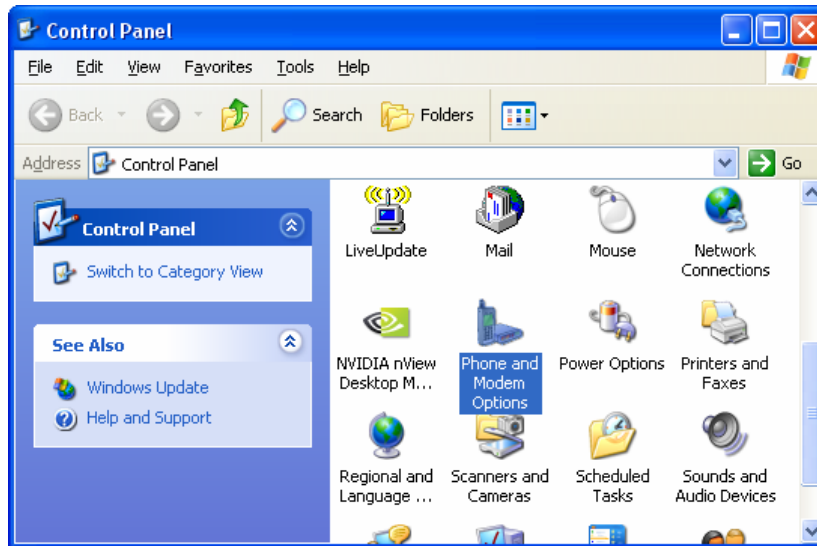 Control Panel
File Edit View Favorites Tools Help
Back Search Folders
Address Control Panel Go
Control Panel
Switch to Category View
See Also
Windows Update
Help and Support
LiveUpdate Mail Mouse Network
Connections
NVIDIA nView Phone and Power Options Printers and
Desktop M... Modem Faxes
Options
Regional and Scanners and Scheduled Sounds and
Language ... Cameras Tasks Audio Devices